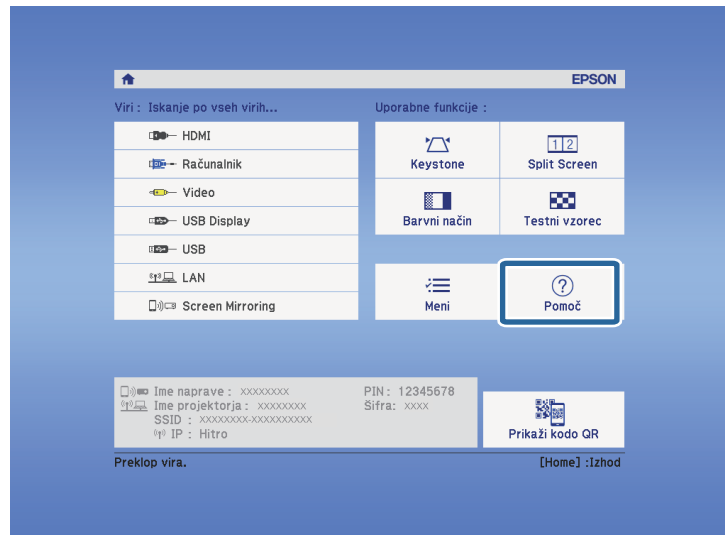 EPSON
Viri : Iskanje po vseh virih...
HDMI
Računalnik
Video
USB Display
USB
LAN
Screen Mirroring
Uporabne funkcije :
Keystone
1 2
Split Screen
Barvni način
Testni vzorec
Meni
?
Pomoč
Ime naprave : xxxxxxxx
PIN : 12345678
Ime projektorja : xxxxxxxx
Šifra: xxxx
SSID : xxxxxxxx-xxxxxxxxxx
IP : Hitro
Prikaži kodo QR
Preklop vira.
[Home] :Izhod